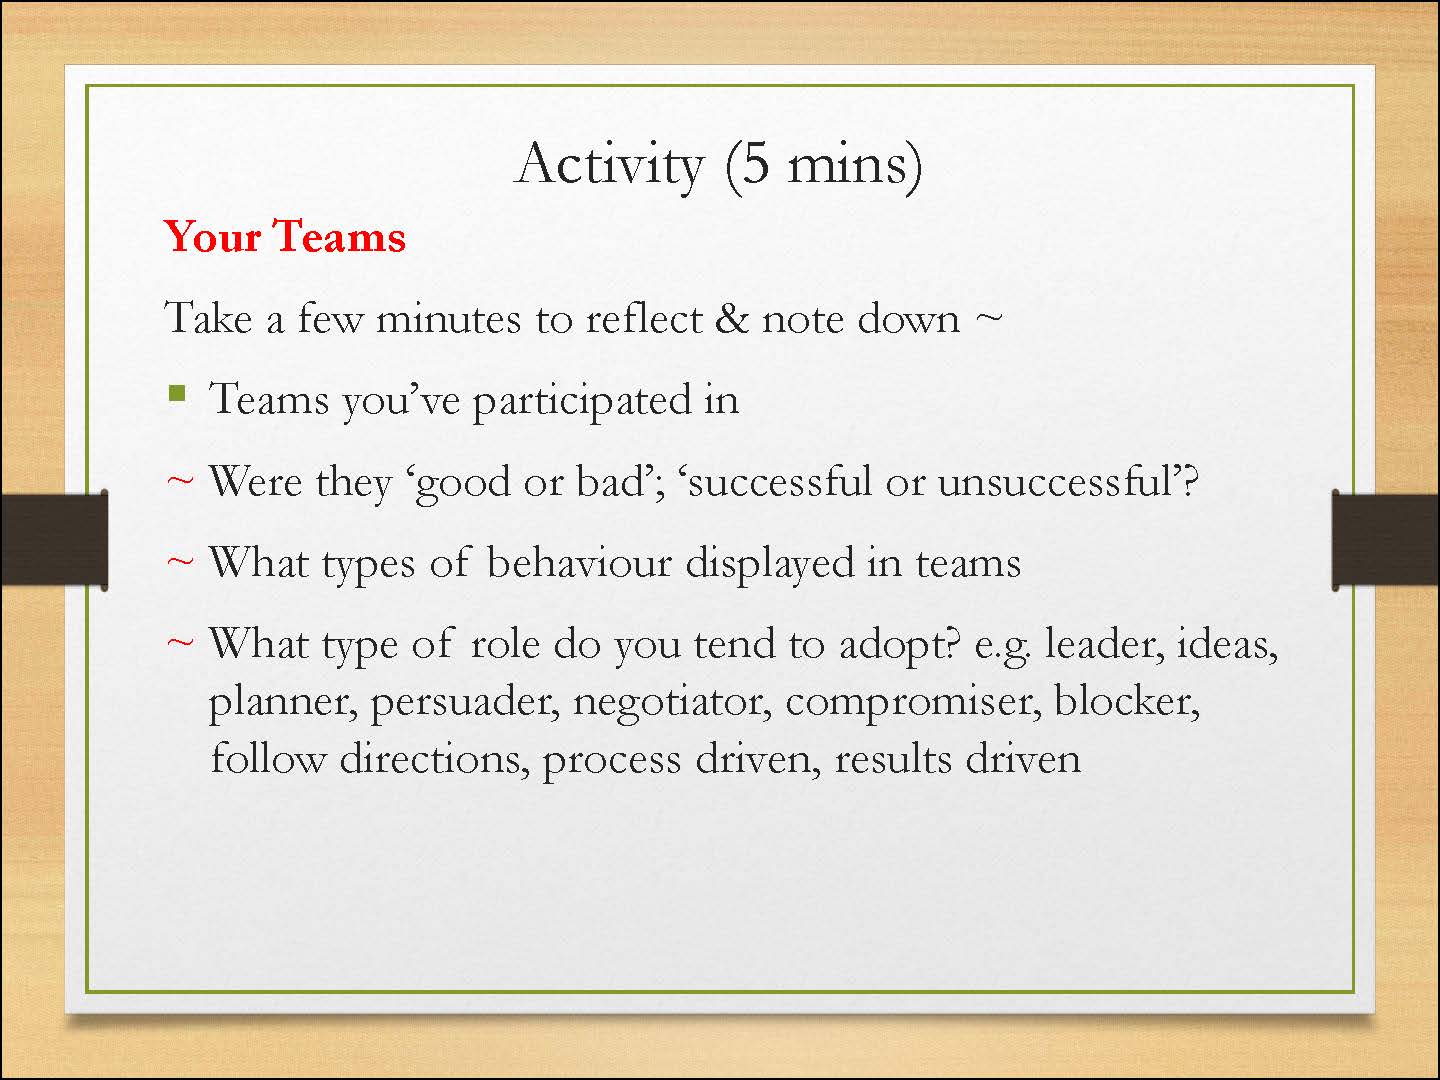 Activity (5 mins)
Your Teams
Take a few minutes to reflect & note down ~
▪ Teams you’ve participated in
~ Were they ‘good or bad’; ‘successful or unsuccessful’?
~ What types of behaviour displayed in teams
~ What type of role do you tend to adopt? e.g. leader, ideas,
planner, persuader, negotiator, compromiser, blocker,
follow directions, process driven, results driven